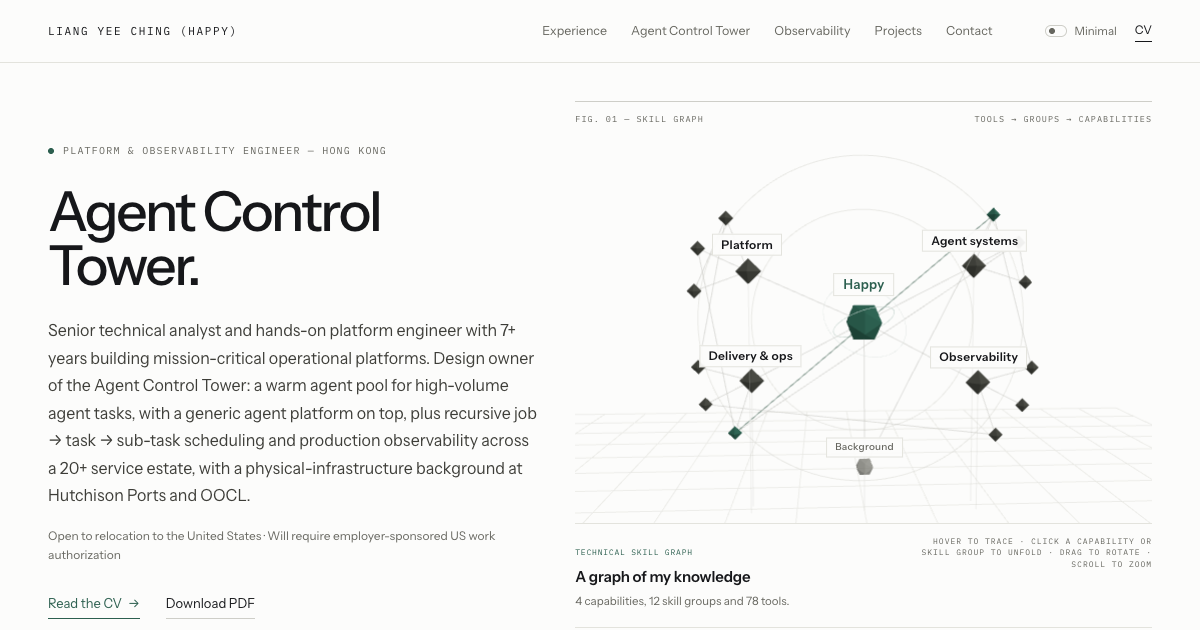 LIANG YEE CHING (HAPPY)
Experience
Agent Control Tower
Observability
Projects
Contact
Minimal
CV
PLATFORM & OBSERVABILITY ENGINEER — HONG KONG
Agent Control
Tower.
Senior technical analyst and hands-on platform engineer with 7+
years building mission-critical operational platforms. Design owner
of the Agent Control Tower: a warm agent pool for high-volume
agent tasks, with a generic agent platform on top, plus recursive job
→ task → sub-task scheduling and production observability across
a 20+ service estate, with a physical-infrastructure background at
Hutchison Ports and OOCL.
Open to relocation to the United States · Will require employer-sponsored US work
authorization
Read the CV →
Download PDF
FIG. 01 — SKILL GRAPH
TOOLS → GROUPS → CAPABILITIES
Platform
Agent systems
Happy
Delivery & ops
Observability
Background
TECHNICAL SKILL GRAPH
A graph of my knowledge
4 capabilities, 12 skill groups and 78 tools.
HOVER TO TRACE · CLICK A CAPABILITY OR
SKILL GROUP TO UNFOLD · DRAG TO ROTATE ·
SCROLL TO ZOOM